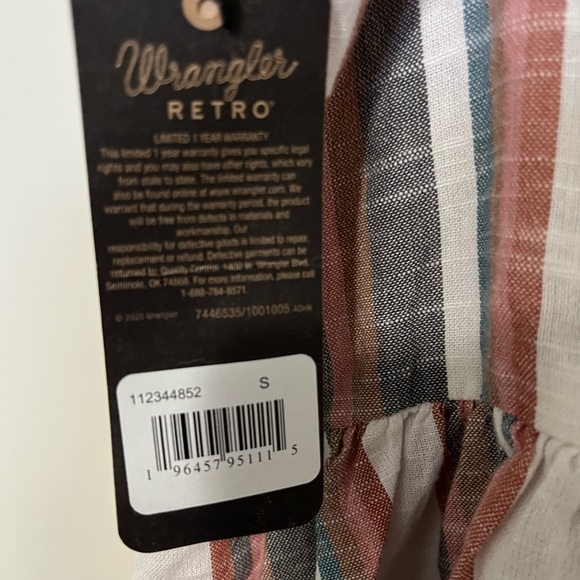 Wrangler
RETRO®
LIMITED 1 YEAR WARRANTY
This limited 1 year warranty gives you specific legal
rights and you may also have other rights, which vary
from state to state. The limited warranty can
also be found online at www.wrangler.com. We
warrant that during the warranty period, the product
will be free from defects in materials and
workmanship. Our
responsibility for defective goods is limited to repair,
replacement or refund. Defective garments can be
returned to: Quality Control, 1400 W. Wrangler Blvd.
Seminole, OK 74868. For more information, please call
1-888-784-8571.
© 2020 Wrangler 7446535/1001005 ADHK
112344852 S
1 96457 95111 5